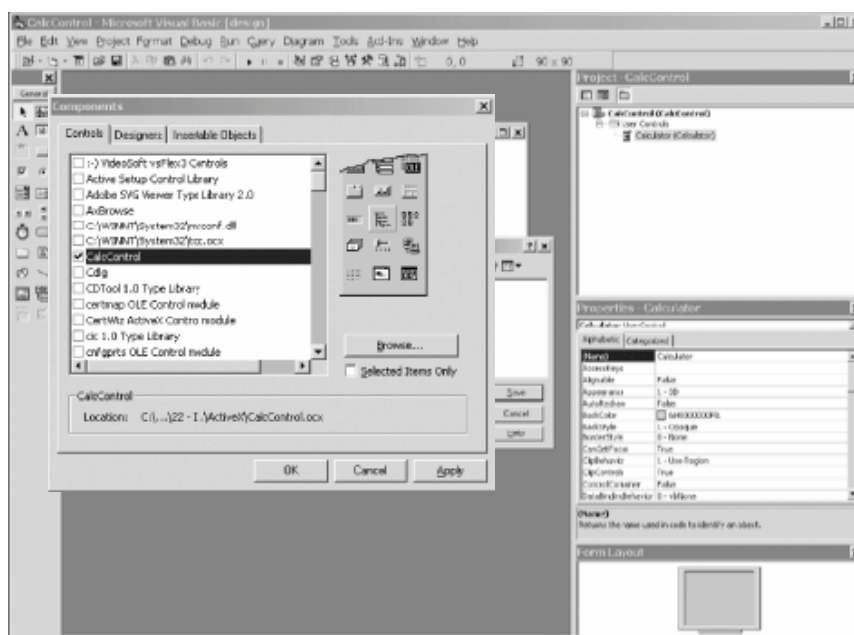 CalcControl - Microsoft Visual Basic [design]
File Edit View Project Format Debug Run Query Diagram Tools Add-Ins Window Help
0,0 90 x 90
General
Project - CalcControl
CalcControl (CalcControl)
User Controls
Calculator (Calculator)
Components
Controls Designers Insertable Objects
:-) VideoSoft vsFlex3 Controls
Active Setup Control Library
Adobe SVG Viewer Type Library 2.0
AxBrowse
C:\WINNT\System32\
C:\WINNT\System32\
CalcControl
CDTool 1.0 Type Library
certmap OLE Control module
CertWiz ActiveX Control module
cic 1.0 Type Library
cnfgprts OLE Control module
Browse...
Selected Items Only
CalcControl
Location: C:\,...\22 - I.\ActiveX\CalcControl.ocx
OK Cancel Apply
Save
Cancel
Help
Properties - Calculator
Calculator UserControl
Alphabetic Categorized
(Name) Calculator
AccessKeys
Alignable False
Appearance 1 - 3D
AutoRedraw False
BackColor &H8000000F&
BackStyle 1 - Opaque
BorderStyle 0 - None
CanGetFocus True
ClipBehavior 1 - Use Region
ClipControls True
ControlContainer False
DataBindingBehavior 0 - vbNone
(Name)
Returns the name used in code to identify an object.
Form Layout